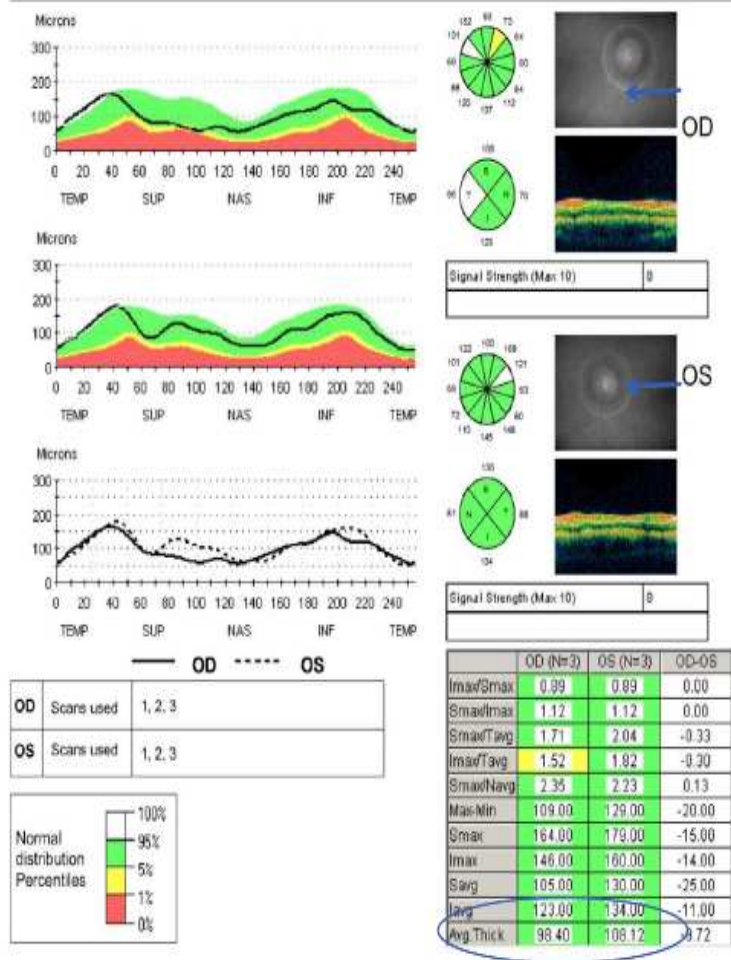 Microns
300
200
100
0
0 20 40 60 80 100 120 140 160 180 200 220 240
TEMP SUP NAS INF TEMP
Microns
300
200
100
0
0 20 40 60 80 100 120 140 160 180 200 220 240
TEMP SUP NAS INF TEMP
Microns
300
200
100
0
0 20 40 60 80 100 120 140 160 180 200 220 240
TEMP SUP NAS INF TEMP
OD OS
OD Scans used 1, 2, 3
OS Scans used 1, 2, 3
Normal
distribution
Percentiles
100%
95%
5%
1%
0%
OD
S
T N
I
Signal Strength (Max 10)
OS
S
N T
I
134
Signal Strength (Max 10)
OD (N=3) OS (N=3) OD-OS
Imax/Smax 0.89 0.89 0.00
Smax/Imax 1.12 1.12 0.00
Smax/Tavg 1.71 2.04 -0.33
Imax/Tavg 1.52 1.82 -0.30
Smax/Navg 2.35 2.23 0.13
Max-Min 109.00 129.00 -20.00
Smax 164.00 179.00 -15.00
Imax 146.00 160.00 -14.00
Savg 105.00 130.00 -25.00
Iavg 123.00 134.00 -11.00
Avg.Thick 98.40 108.12 -9.72